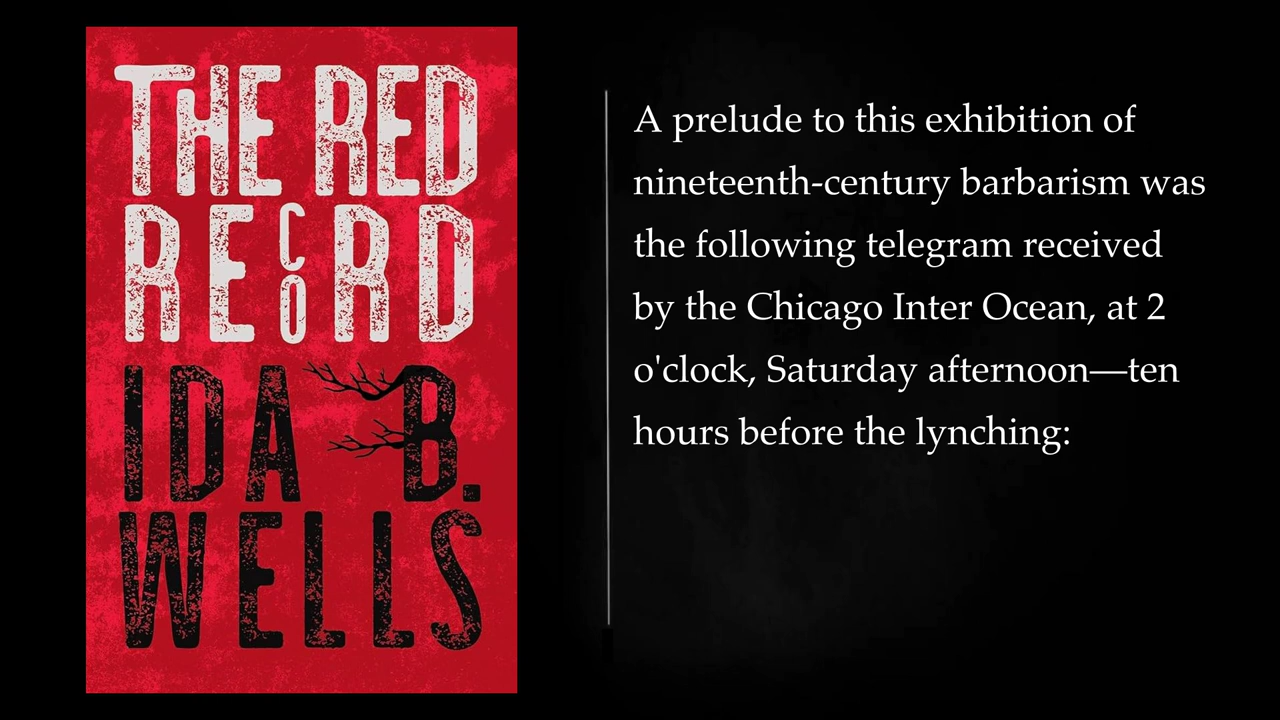 THE RED
RECORD
IDA B.
WELLS
A prelude to this exhibition of
nineteenth-century barbarism was
the following telegram received
by the Chicago Inter Ocean, at 2
o'clock, Saturday afternoon—ten
hours before the lynching: